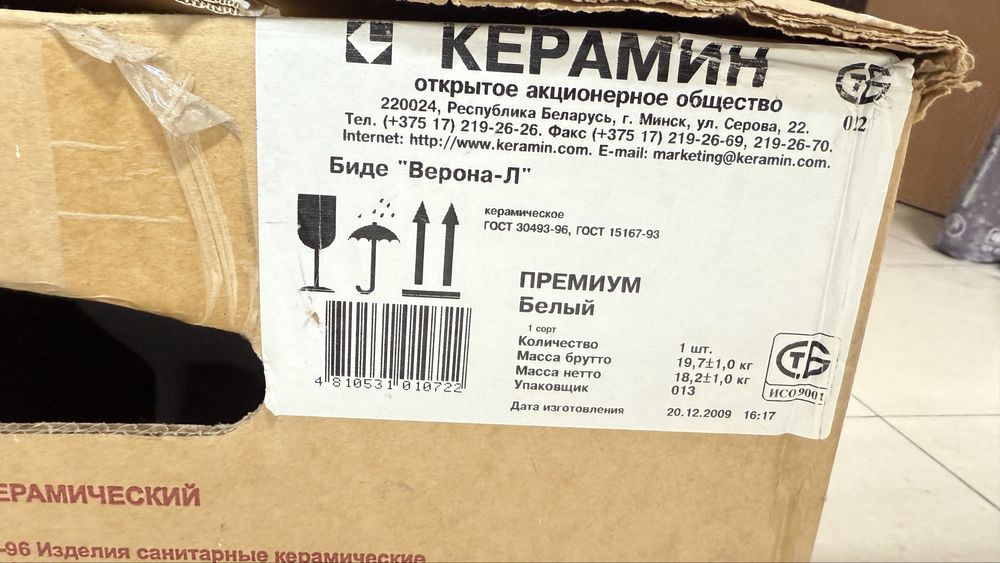 КЕРАМИН
открытое акционерное общество
220024, Республика Беларусь, г. Минск, ул. Серова, 22.
Тел. (+375 17) 219-26-26. Факс (+375 17) 219-26-69, 219-26-70.
Internet: http://www.keramin.com. E-mail: marketing@keramin.com.
022
Биде "Верона-Л"
керамическое
ГОСТ 30493-96, ГОСТ 15167-93
ПРЕМИУМ
Белый
1 сорт
Количество 1 шт.
Масса брутто 19,7±1,0 кг
Масса нетто 18,2±1,0 кг
Упаковщик 013
Дата изготовления 20.12.2009 16:17
4 810531 010722
СТБ
ИСО 9001
ЕРАМИЧЕСКИЙ
-96 Изделия санитарные керамические